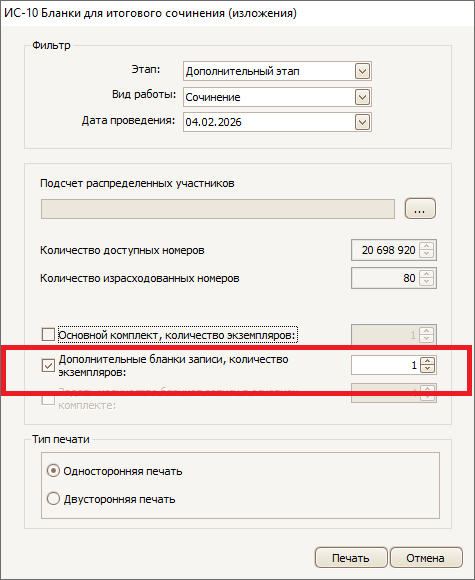 ИС-10 Бланки для итогового сочинения (изложения)
Фильтр
Этап: Дополнительный этап
Вид работы: Сочинение
Дата проведения: 04.02.2026
Подсчет распределенных участников
...
Количество доступных номеров 20 698 920
Количество израсходованных номеров 80
Основной комплект, количество экземпляров: 1
Дополнительные бланки записи, количество
экземпляров: 1
комплекте:
Тип печати
Односторонняя печать
Двусторонняя печать
Печать Отмена